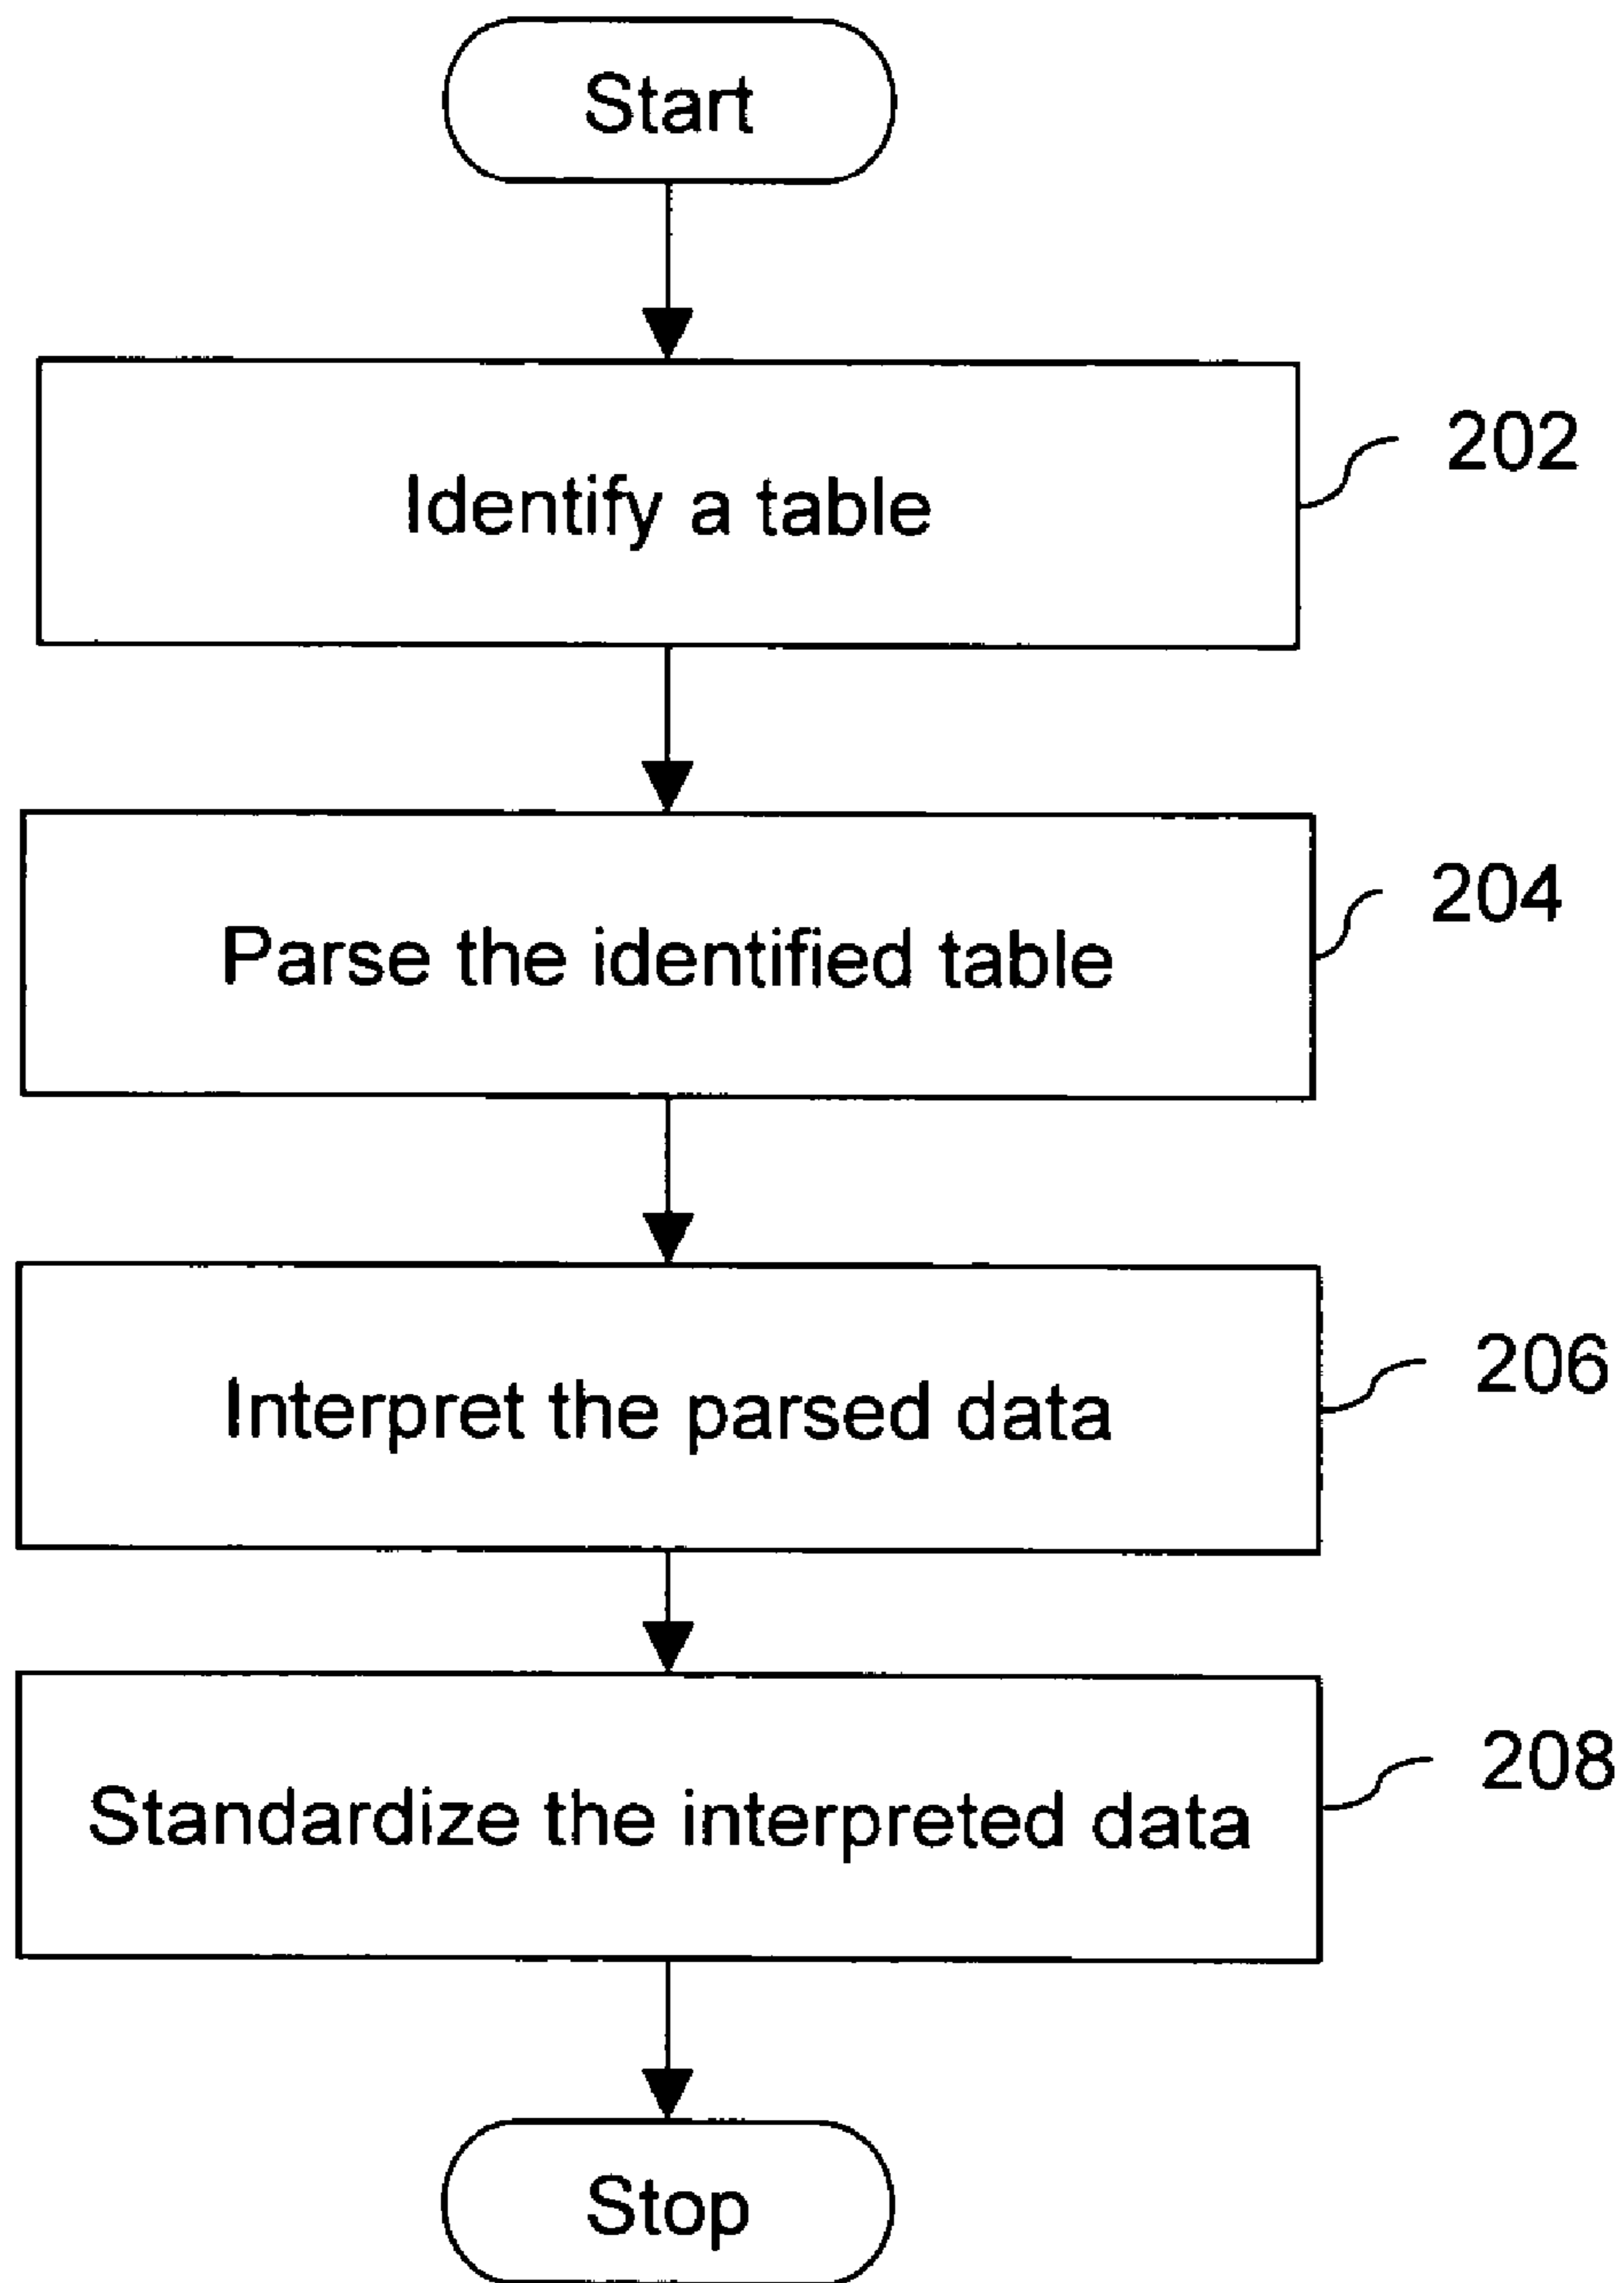 Start
Identify a table
202
Parse the identified table
204
Interpret the parsed data
206
Standardize the interpreted data
208
Stop